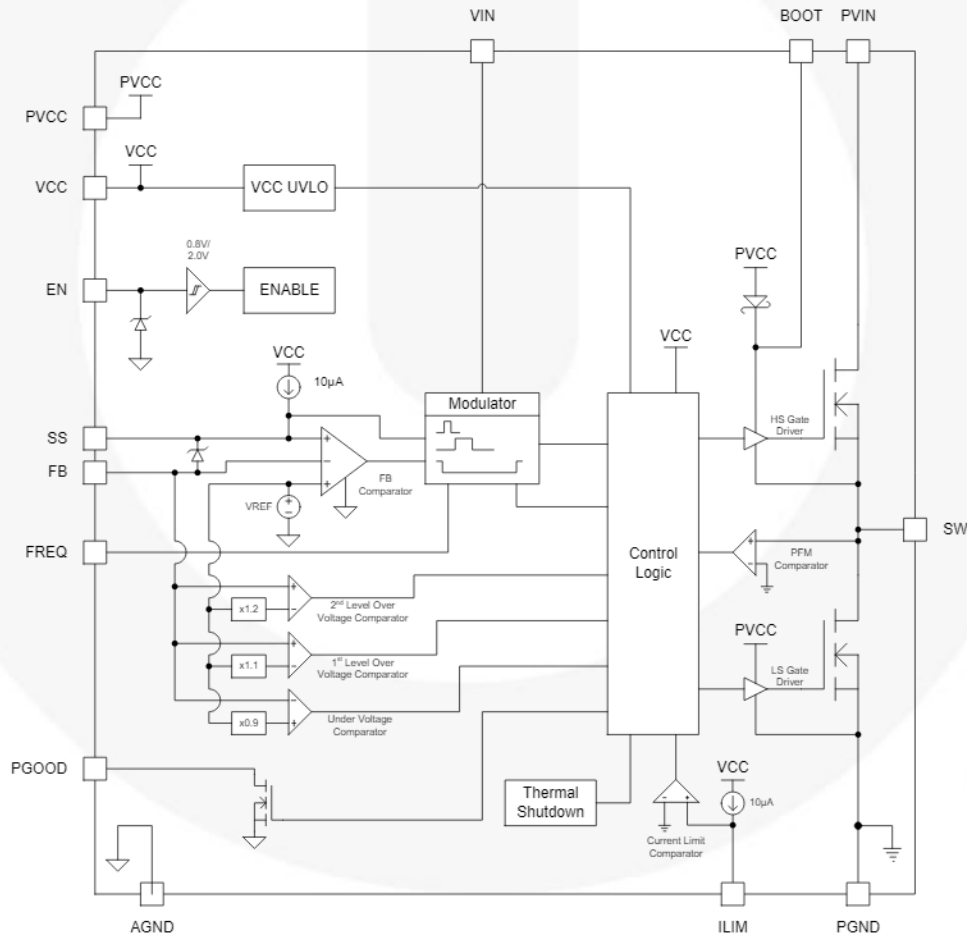 VIN
BOOT
PVIN
PVCC
PVCC
VCC
VCC
VCC UVLO
0.8V/
2.0V
EN
ENABLE
PVCC
VCC
10µA
VCC
Modulator
SS
HS Gate
Driver
FB
FB
Comparator
VREF
FREQ
Control
Logic
PFM
Comparator
SW
x1.2
2nd Level Over
Voltage Comparator
x1.1
1st Level Over
Voltage Comparator
PVCC
LS Gate
Driver
x0.9
Under Voltage
Comparator
PGOOD
Thermal
Shutdown
VCC
10µA
Current Limit
Comparator
AGND
ILIM
PGND